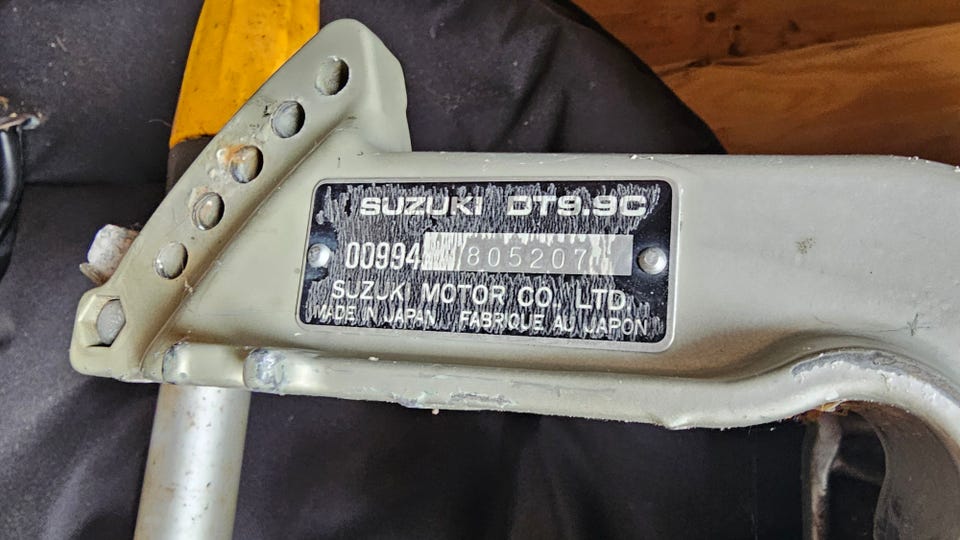 SUZUKI DT9.9C
00994 805207
SUZUKI MOTOR CO. LTD.
MADE IN JAPAN FABRIQUE AU JAPON